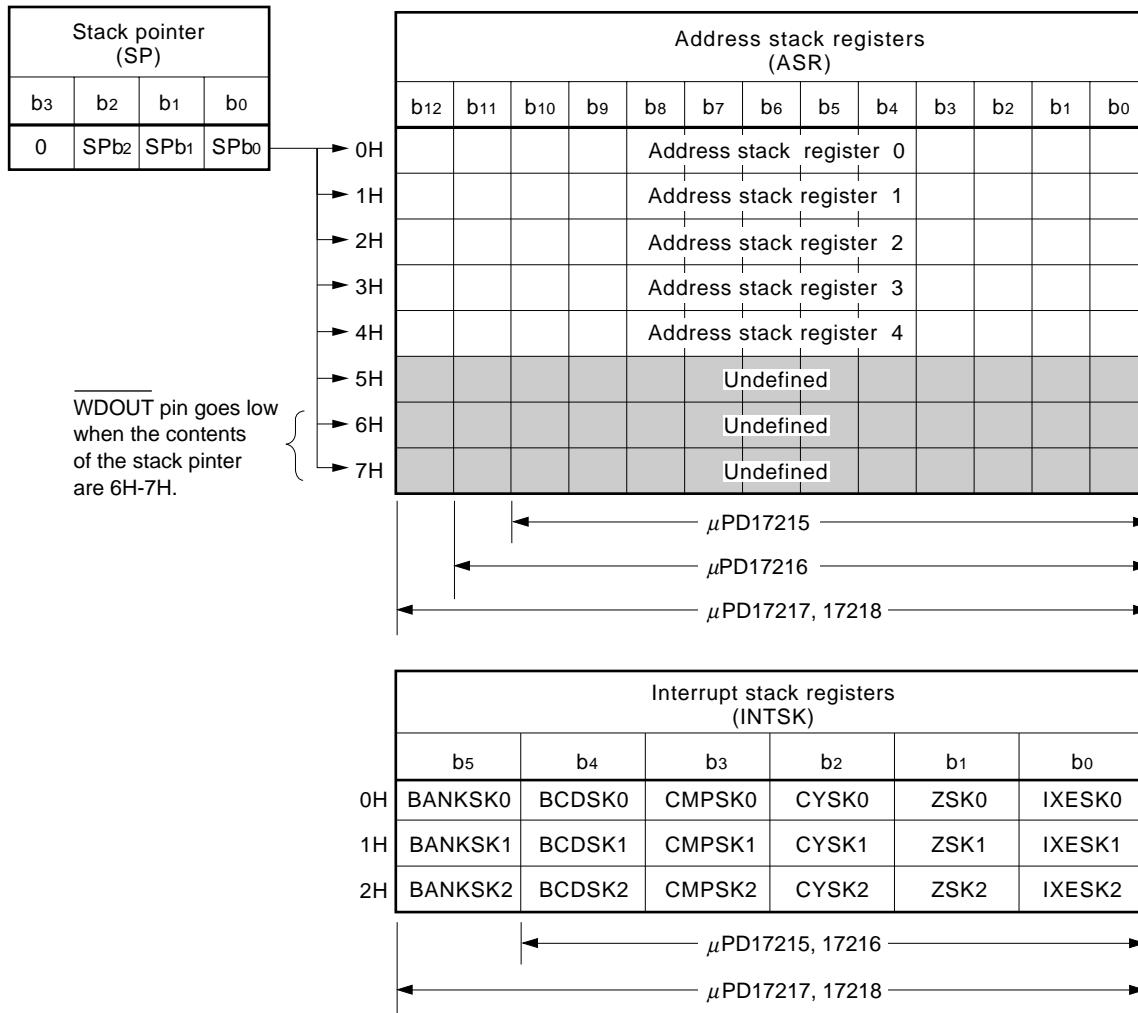 Stack pointer
(SP)
b3 b2 b1 b0
0 SPb2 SPb1 SPb0
Address stack registers
(ASR)
b12 b11 b10 b9 b8 b7 b6 b5 b4 b3 b2 b1 b0
0H Address stack register 0
1H Address stack register 1
2H Address stack register 2
3H Address stack register 3
4H Address stack register 4
5H Undefined
6H Undefined
7H Undefined
WDOUT pin goes low
when the contents
of the stack pinter
are 6H-7H.
μPD17215
μPD17216
μPD17217, 17218
Interrupt stack registers
(INTSK)
b5 b4 b3 b2 b1 b0
0H BANKSK0 BCDSK0 CMPSK0 CYSK0 ZSK0 IXESK0
1H BANKSK1 BCDSK1 CMPSK1 CYSK1 ZSK1 IXESK1
2H BANKSK2 BCDSK2 CMPSK2 CYSK2 ZSK2 IXESK2
μPD17215, 17216
μPD17217, 17218